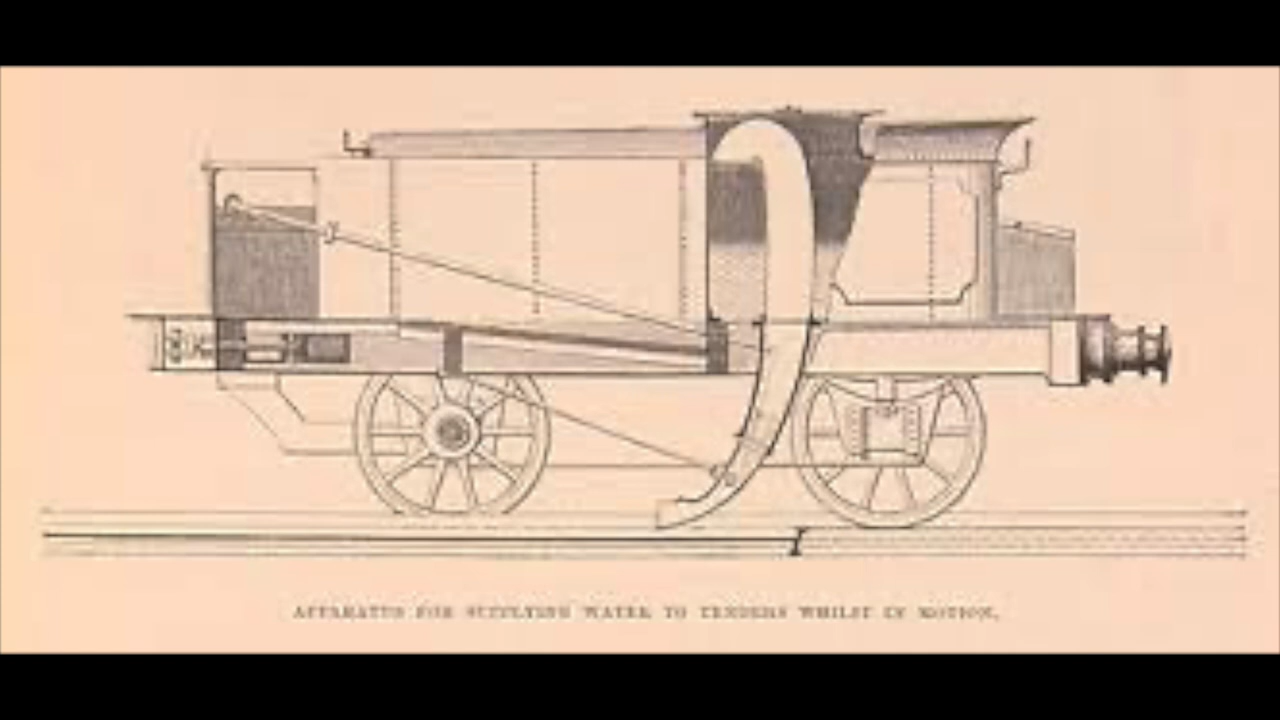 APPARATUS FOR SUPPLYING WATER TO TENDERS WHILST IN MOTION.